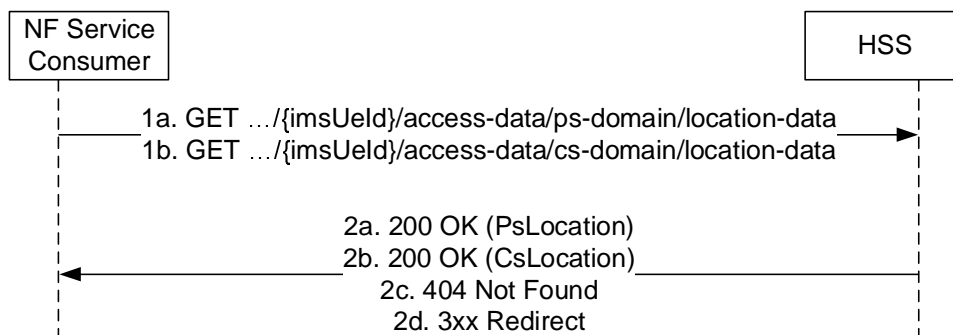 NF Service
Consumer
HSS
1a. GET …/{imsUeId}/access-data/ps-domain/location-data
1b. GET …/{imsUeId}/access-data/cs-domain/location-data
2a. 200 OK (PsLocation)
2b. 200 OK (CsLocation)
2c. 404 Not Found
2d. 3xx Redirect